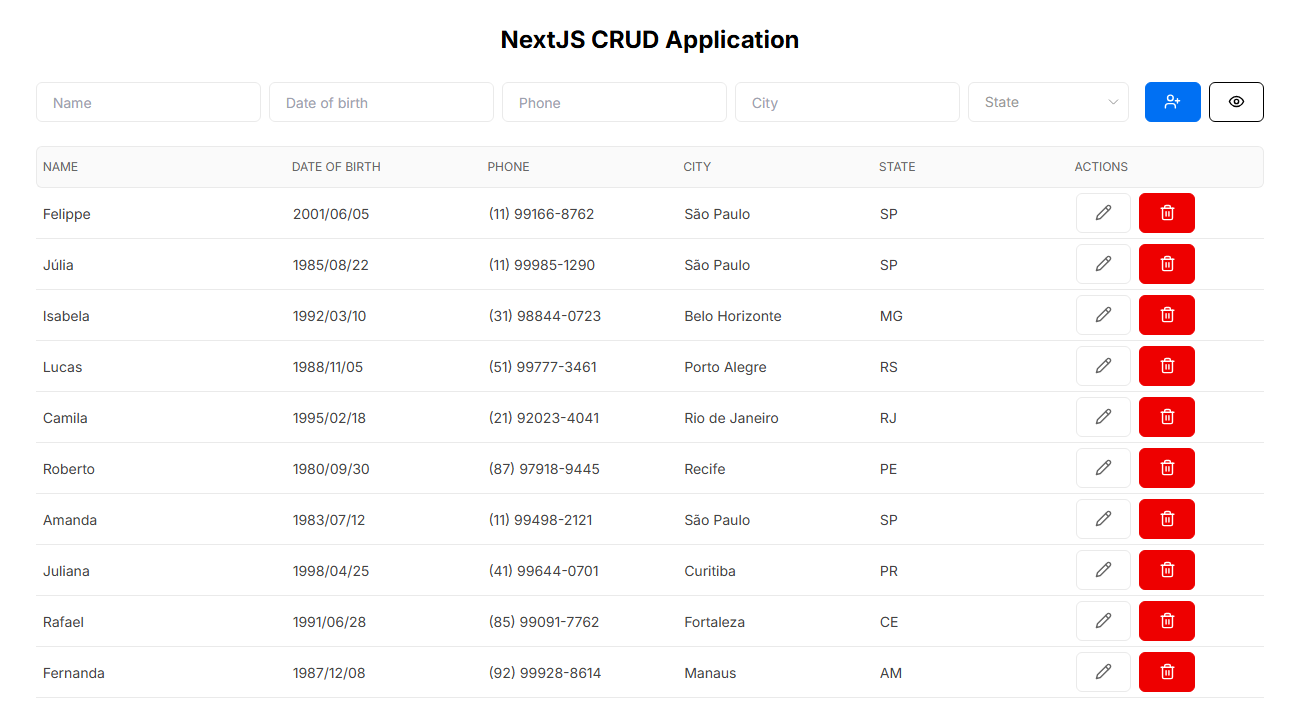 NextJS CRUD Application
Name Date of birth Phone City State
NAME DATE OF BIRTH PHONE CITY STATE ACTIONS
Felippe 2001/06/05 (11) 99166-8762 São Paulo SP
Júlia 1985/08/22 (11) 99985-1290 São Paulo SP
Isabela 1992/03/10 (31) 98844-0723 Belo Horizonte MG
Lucas 1988/11/05 (51) 99777-3461 Porto Alegre RS
Camila 1995/02/18 (21) 92023-4041 Rio de Janeiro RJ
Roberto 1980/09/30 (87) 97918-9445 Recife PE
Amanda 1983/07/12 (11) 99498-2121 São Paulo SP
Juliana 1998/04/25 (41) 99644-0701 Curitiba PR
Rafael 1991/06/28 (85) 99091-7762 Fortaleza CE
Fernanda 1987/12/08 (92) 99928-8614 Manaus AM